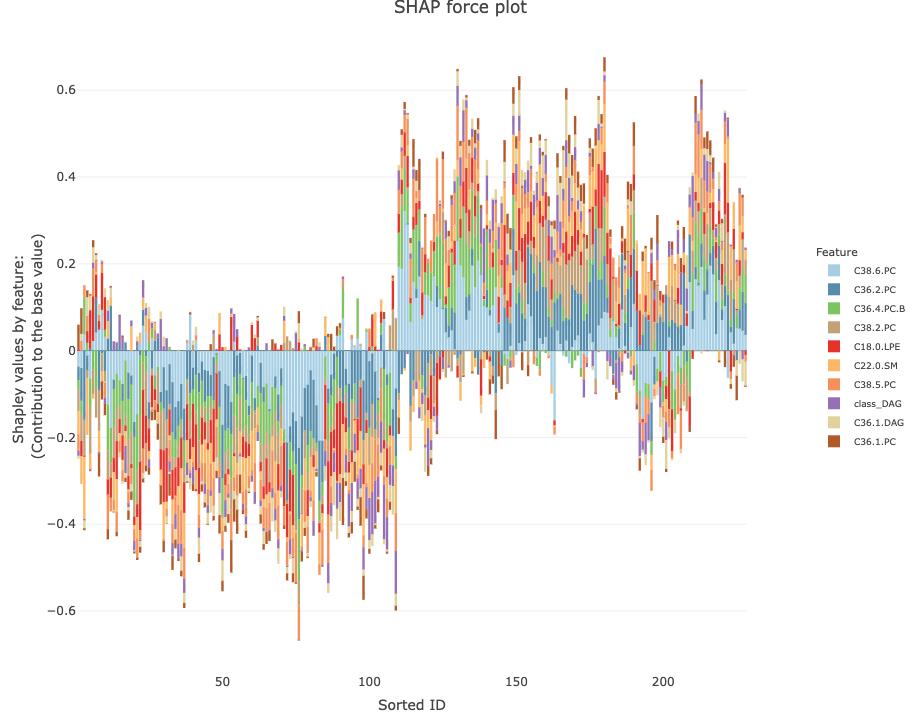 SHAP force plot
Shapley values by feature:
(Contribution to the base value)
0.6
0.4
0.2
0
−0.2
−0.4
−0.6
50
100
150
200
Sorted ID
Feature
C38.6.PC
C36.2.PC
C36.4.PC.B
C38.2.PC
C18.0.LPE
C22.0.SM
C38.5.PC
class_DAG
C36.1.DAG
C36.1.PC